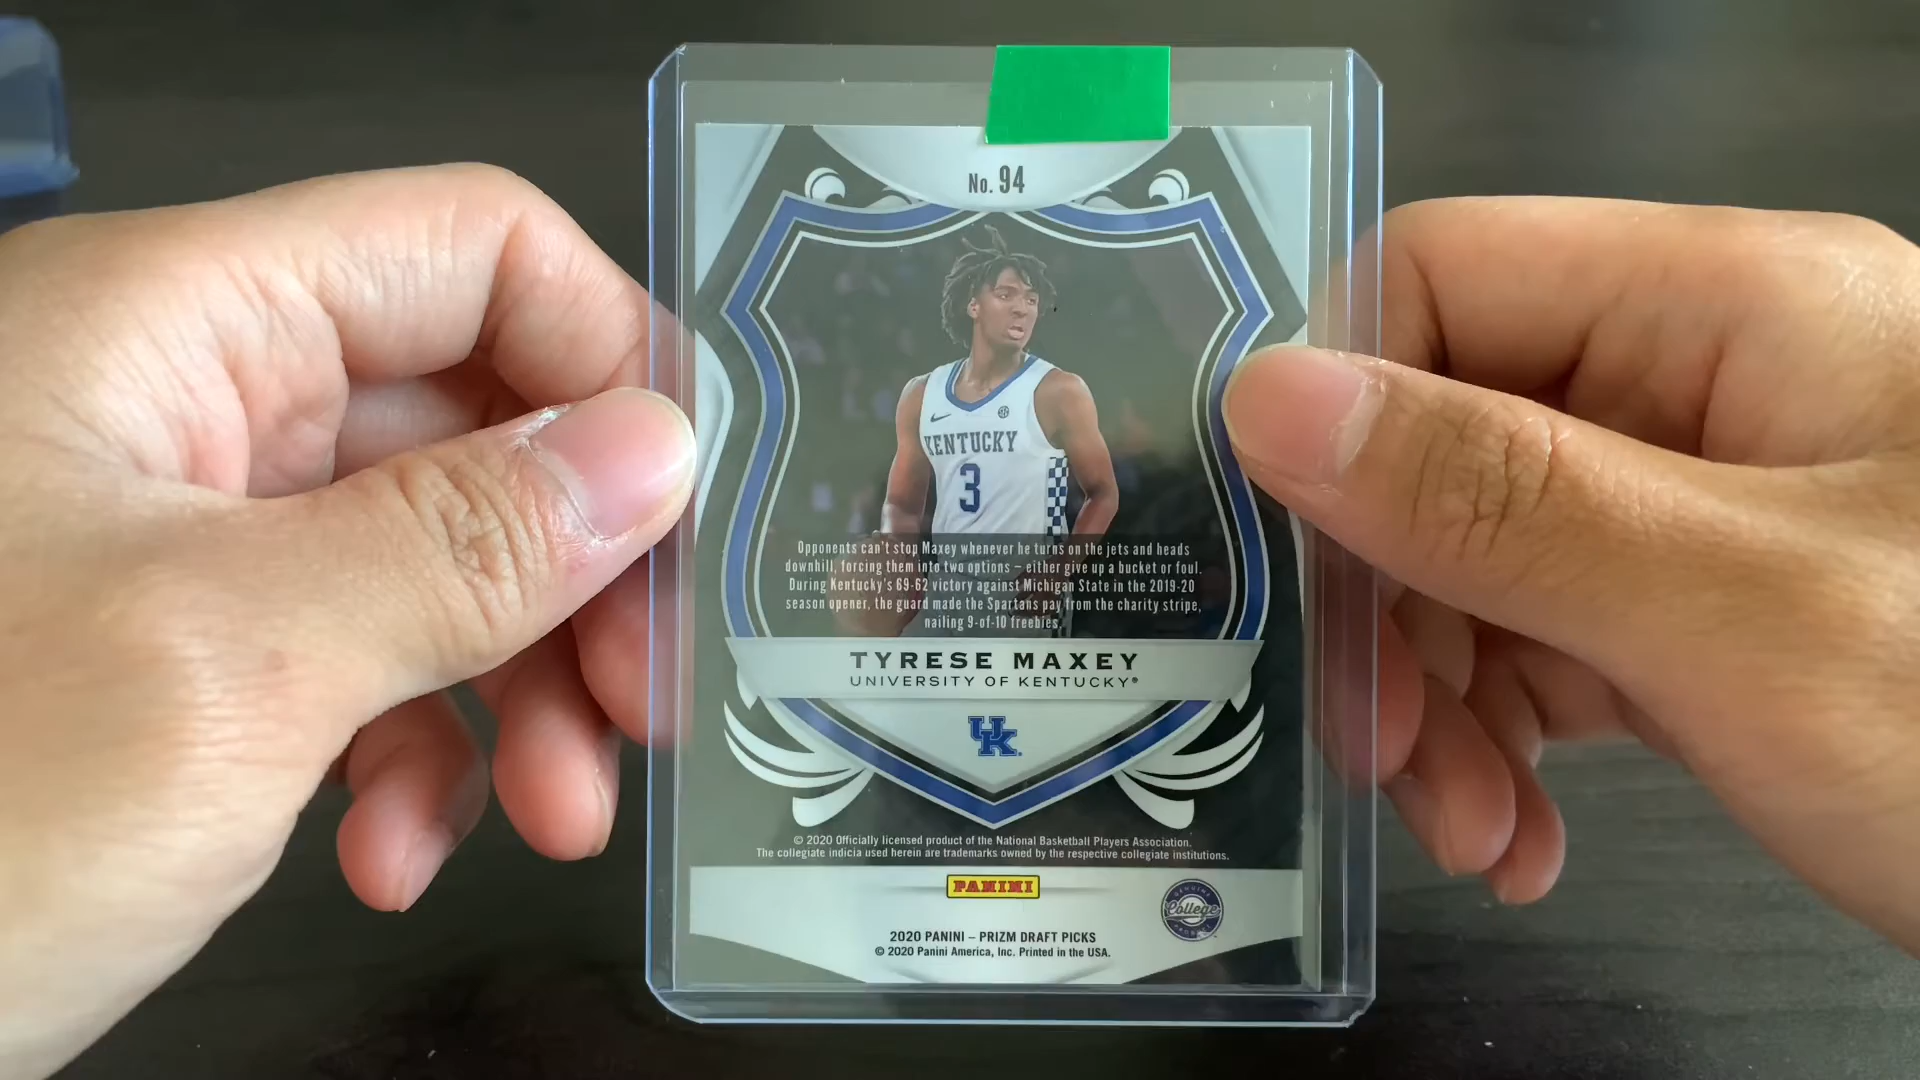 No. 94
KENTUCKY
3
Opponents can't stop Maxey whenever he turns on the jets and heads
downhill, forcing them into two options – either give up a bucket or foul.
During Kentucky's 69-62 victory against Michigan State in the 2019-20
season opener, the guard made the Spartans pay from the charity stripe,
nailing 9-of-10 freebies.
TYRESE MAXEY
UNIVERSITY OF KENTUCKY®
UK
© 2020 Officially licensed product of the National Basketball Players Association.
The collegiate indicia used herein are trademarks owned by the respective collegiate institutions.
PANINI
GENUINE
College
PRODUCT
2020 PANINI – PRIZM DRAFT PICKS
© 2020 Panini America, Inc. Printed in the USA.